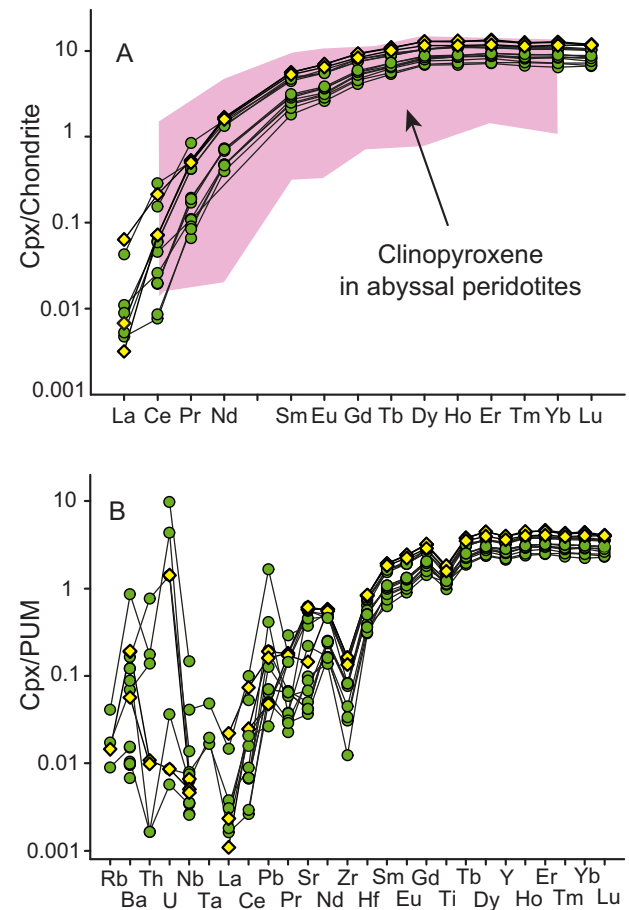 A
10
1
0.1
0.01
0.001
Cpx/Chondrite
Clinopyroxene
in abyssal peridotites
La Ce Pr Nd Sm Eu Gd Tb Dy Ho Er Tm Yb Lu
B
10
1
0.1
0.01
0.001
Cpx/PUM
Rb Th Nb La Pb Sr Zr Sm Gd Tb Y Er Yb
Ba U Ta Ce Pr Nd Hf Eu Ti Dy Ho Tm Lu